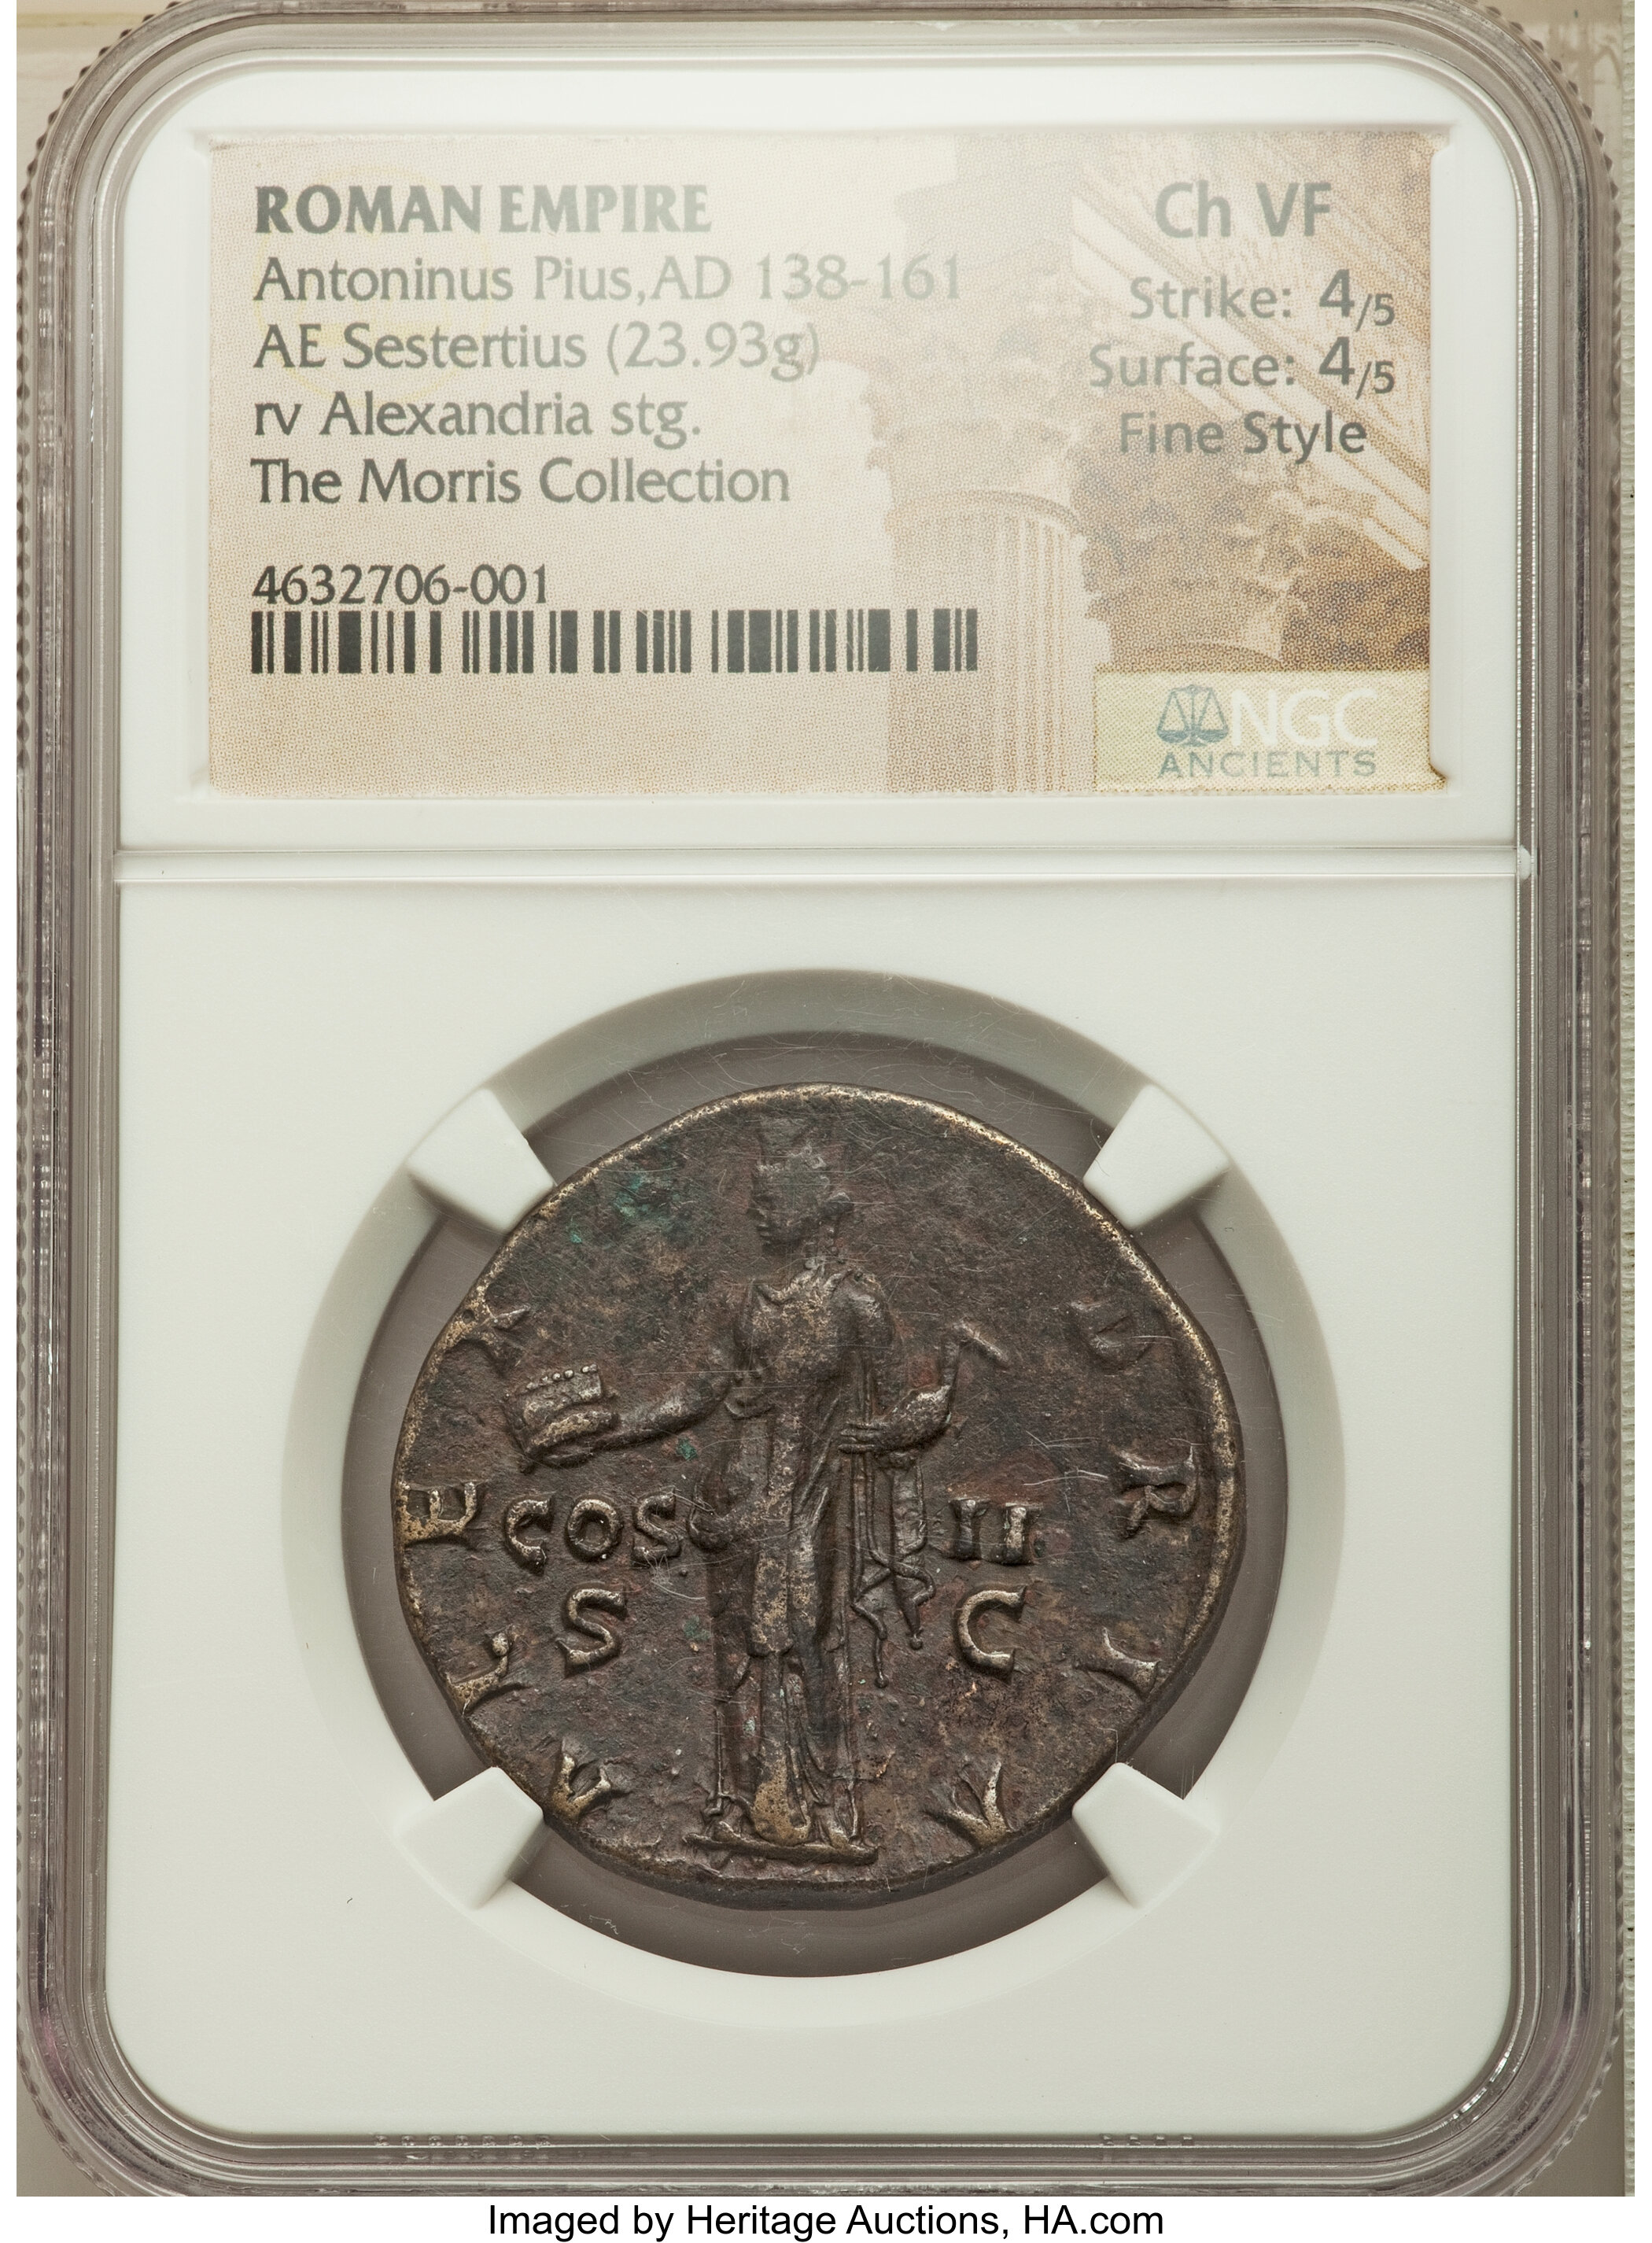 ROMAN EMPIRE
Antoninus Pius, AD 138-161
AE Sestertius (23.93g)
rv Alexandria stg.
The Morris Collection
4632706-001
Ch VF
Strike: 4/5
Surface: 4/5
Fine Style
NGC
ANCIENTS
ALEX
DRIA
COS II
S C
Imaged by Heritage Auctions, HA.com